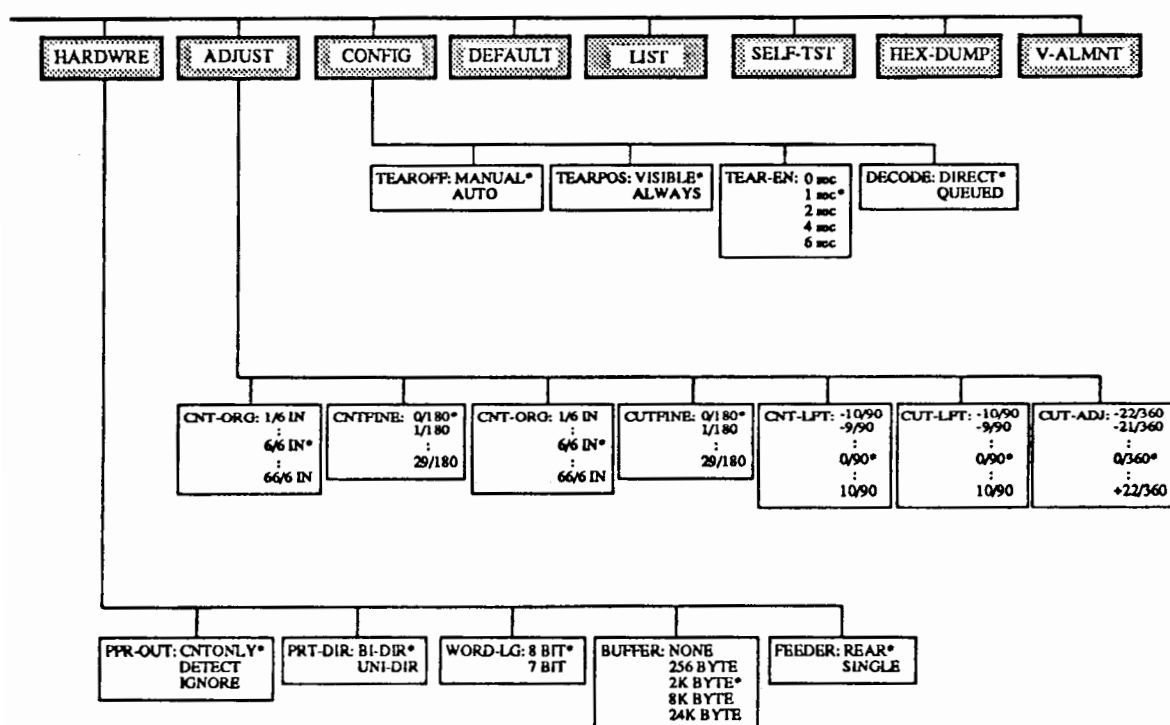 HARDWRE ADJUST CONFIG DEFAULT LIST SELF-TST HEX-DUMP V-ALMNT
TEAROFF: MANUAL*
AUTO
TEARPOS: VISIBLE*
ALWAYS
TEAR-EN: 0 sec
1 sec*
2 sec
4 sec
6 sec
DECODE: DIRECT*
QUEUED
CNT-ORG: 1/6 IN
:
6/6 IN*
:
66/6 IN
CNTFINE: 0/180*
1/180
:
29/180
CNT-ORG: 1/6 IN
:
6/6 IN*
:
66/6 IN
CUTFINE: 0/180*
1/180
:
29/180
CNT-LFT: -10/90
-9/90
:
0/90*
:
10/90
CUT-LFT: -10/90
-9/90
:
0/90*
:
10/90
CUT-ADJ: -22/360
-21/360
:
0/360*
:
+22/360
PPR-OUT: CNTONLY*
DETECT
IGNORE
PRT-DIR: BI-DIR*
UNI-DIR
WORD-LG: 8 BIT*
7 BIT
BUFFER: NONE
256 BYTE
2K BYTE*
8K BYTE
24K BYTE
FEEDER: REAR*
SINGLE